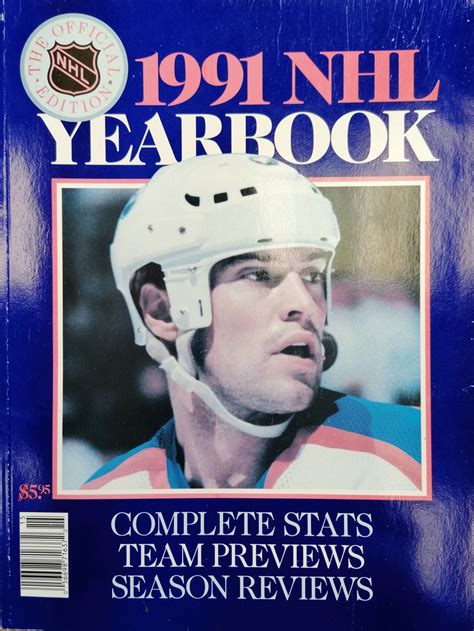 THE OFFICIAL
NHL
EDITION
1991 NHL
YEARBOOK
$5.95
COMPLETE STATS
TEAM PREVIEWS
SEASON REVIEWS